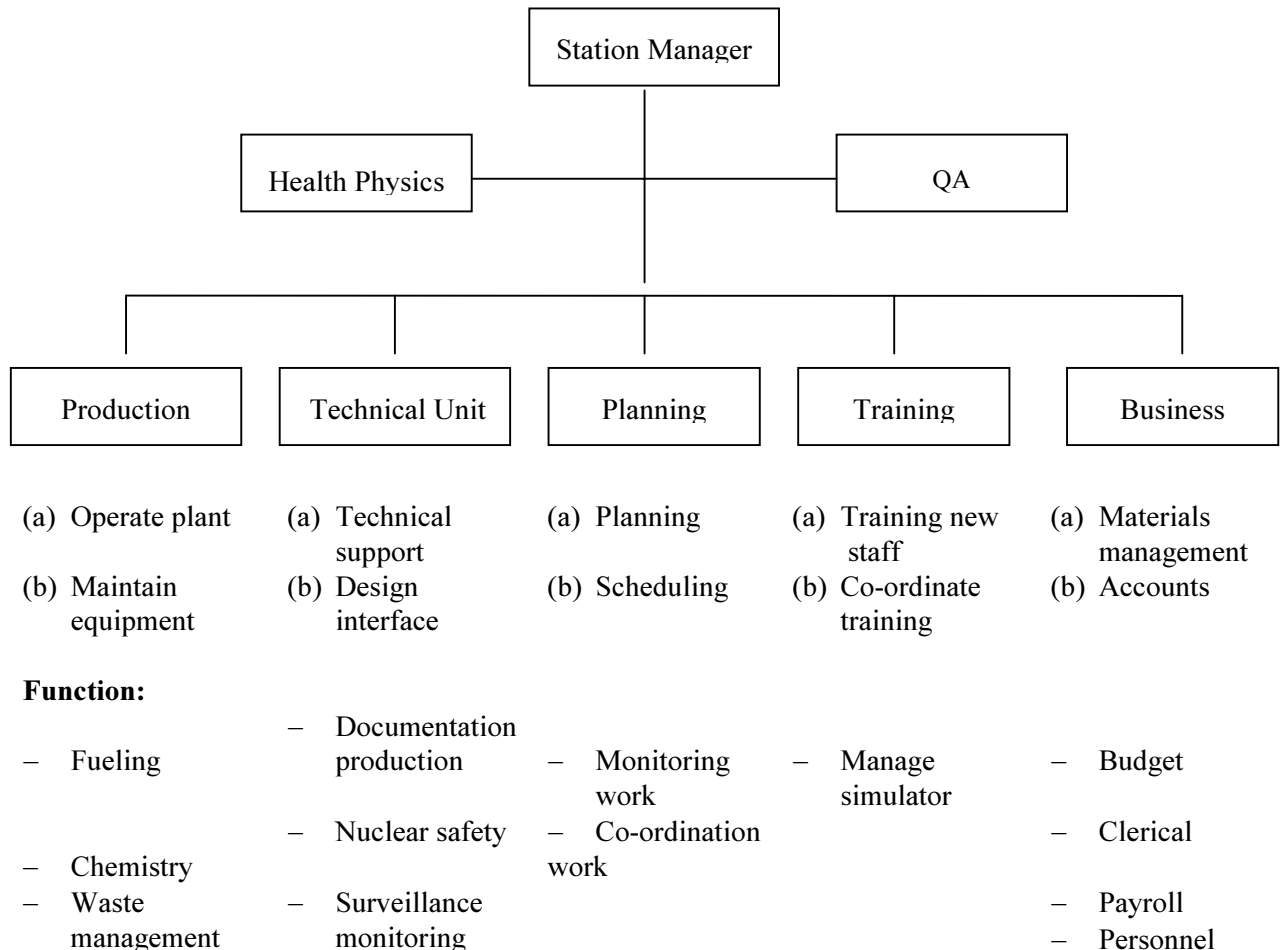 Station Manager
Health Physics
QA
Production
Technical Unit
Planning
Training
Business
(a) Operate plant
(b) Maintain
equipment
(a) Technical
support
(b) Design
interface
(a) Planning
(b) Scheduling
(a) Training new
staff
(b) Co-ordinate
training
(a) Materials
management
(b) Accounts
Function:
– Fueling
– Chemistry
– Waste
management
– Documentation
production
– Nuclear safety
– Surveillance
monitoring
– Monitoring
work
– Co-ordination
work
– Manage
simulator
– Budget
– Clerical
– Payroll
– Personnel